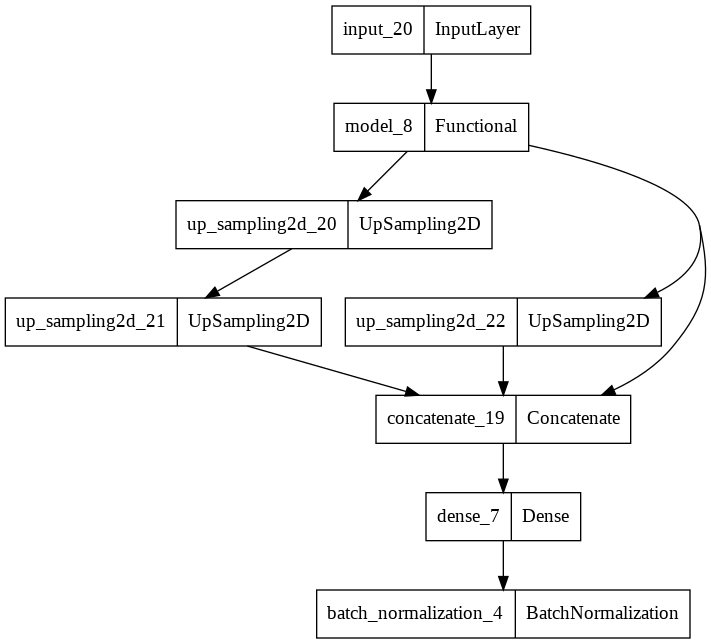 input_20 InputLayer
model_8 Functional
up_sampling2d_20 UpSampling2D
up_sampling2d_21 UpSampling2D
up_sampling2d_22 UpSampling2D
concatenate_19 Concatenate
dense_7 Dense
batch_normalization_4 BatchNormalization